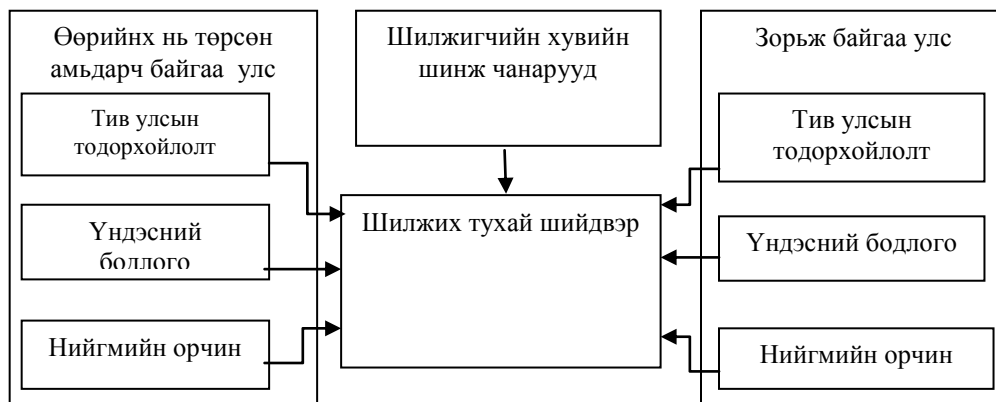 Өөрийнх нь төрсөн
амьдарч байгаа улс
Тив улсын
тодорхойлолт
Үндэсний
бодлого
Нийгмийн орчин
Шилжигчийн хувийн
шинж чанарууд
Шилжих тухай шийдвэр
Зорьж байгаа улс
Тив улсын
тодорхойлолт
Үндэсний бодлого
Нийгмийн орчин